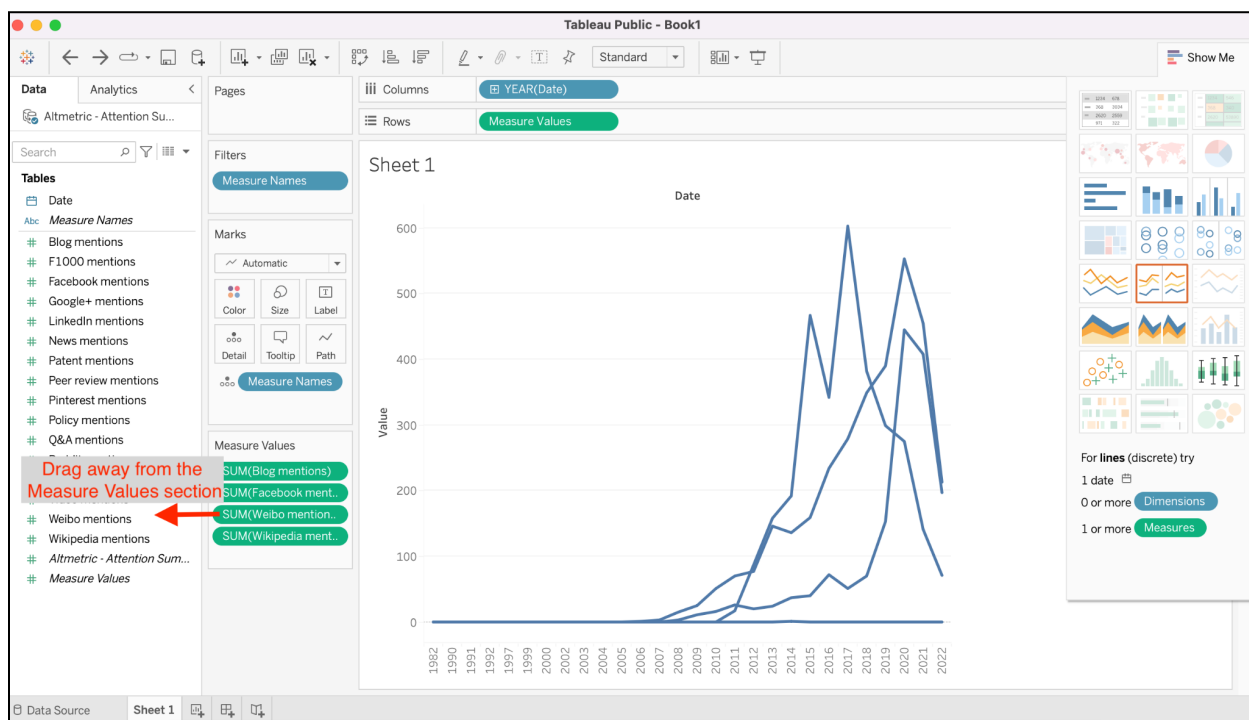 Tableau Public - Book1
Standard
Show Me
Data
Analytics
Altmetric - Attention Su...
Search
Tables
Date
Abc Measure Names
# Blog mentions
# F1000 mentions
# Facebook mentions
# Google+ mentions
# LinkedIn mentions
# News mentions
# Patent mentions
# Peer review mentions
# Pinterest mentions
# Policy mentions
# Q&A mentions
Drag away from the
Measure Values section
# Weibo mentions
# Wikipedia mentions
# Altmetric - Attention Sum...
# Measure Values
Pages
Filters
Measure Names
Marks
Automatic
Color
Size
Label
Detail
Tooltip
Path
Measure Names
Measure Values
SUM(Blog mentions)
SUM(Facebook ment..
SUM(Weibo mention..
SUM(Wikipedia ment..
Columns
YEAR(Date)
Rows
Measure Values
Sheet 1
Date
Value
600
500
400
300
200
100
0
1982
1990
1991
1992
1997
1999
2000
2002
2003
2004
2005
2006
2007
2008
2009
2010
2011
2012
2013
2014
2015
2016
2017
2018
2019
2020
2021
2022
For lines (discrete) try
1 date
0 or more Dimensions
1 or more Measures
Data Source
Sheet 1